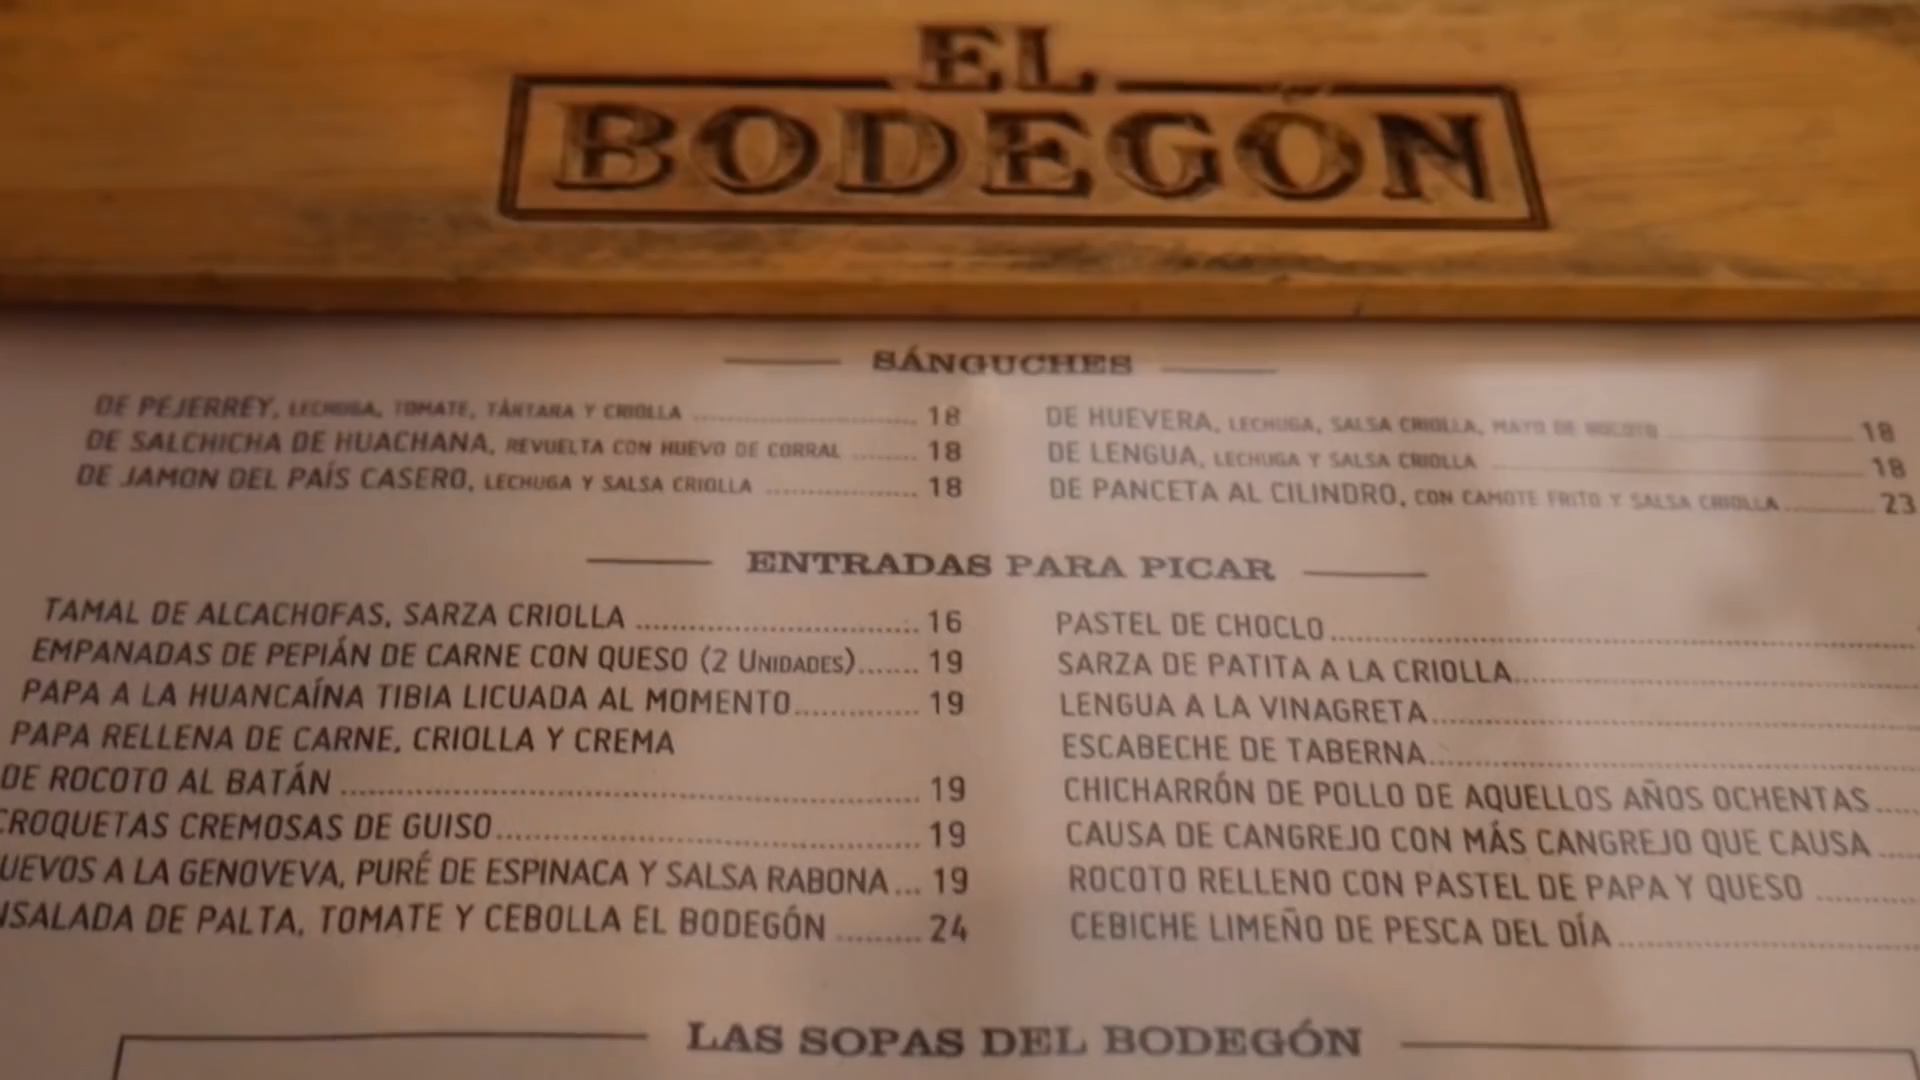 EL
BODEGÓN
SÁNGUCHES
DE PEJERREY, LECHUGA, TOMATE, TÁRTARA Y CRIOLLA 18
DE SALCHICHA DE HUACHANA, REVUELTA CON HUEVO DE CORRAL 18
DE JAMON DEL PAÍS CASERO, LECHUGA Y SALSA CRIOLLA 18
DE HUEVERA, LECHUGA, SALSA CRIOLLA, MAYO DE ROCOTO 18
DE LENGUA, LECHUGA Y SALSA CRIOLLA 18
DE PANCETA AL CILINDRO, CON CAMOTE FRITO Y SALSA CRIOLLA 23
ENTRADAS PARA PICAR
TAMAL DE ALCACHOFAS, SARZA CRIOLLA 16
EMPANADAS DE PEPIÁN DE CARNE CON QUESO (2 UNIDADES) 19
PAPA A LA HUANCAÍNA TIBIA LICUADA AL MOMENTO 19
PAPA RELLENA DE CARNE, CRIOLLA Y CREMA
DE ROCOTO AL BATÁN 19
CROQUETAS CREMOSAS DE GUISO 19
UEVOS A LA GENOVEVA, PURÉ DE ESPINACA Y SALSA RABONA 19
NSALADA DE PALTA, TOMATE Y CEBOLLA EL BODEGÓN 24
PASTEL DE CHOCLO
SARZA DE PATITA A LA CRIOLLA
LENGUA A LA VINAGRETA
ESCABECHE DE TABERNA
CHICHARRÓN DE POLLO DE AQUELLOS AÑOS OCHENTAS
CAUSA DE CANGREJO CON MÁS CANGREJO QUE CAUSA
ROCOTO RELLENO CON PASTEL DE PAPA Y QUESO
CEBICHE LIMEÑO DE PESCA DEL DÍA
LAS SOPAS DEL BODEGÓN